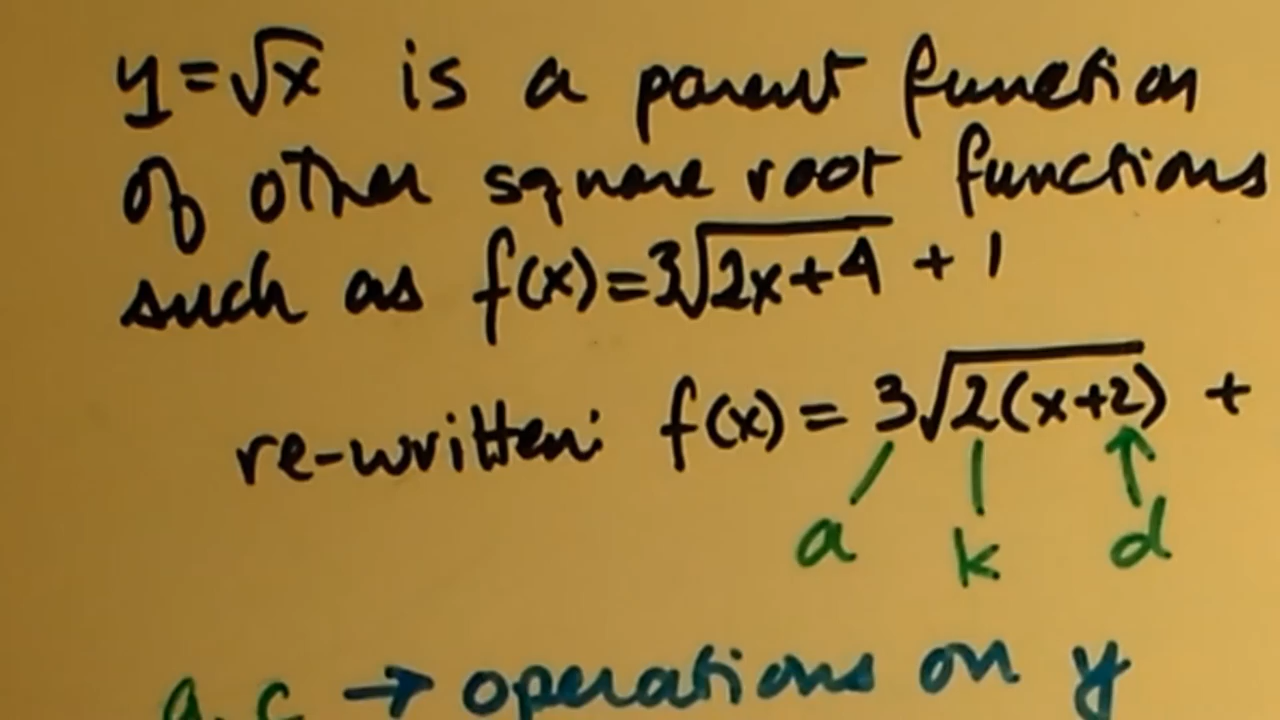 y = √x is a parent function
of other square root functions
such as f(x) = 3√2x+4 + 1
re-written: f(x) = 3√2(x+2) +
a k d
a, c → operations on y